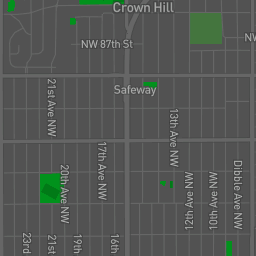 Crown Hill
NW 87th St
NW
Safeway
21st Ave NW
13th Ave NW
17th Ave NW
20th Ave NW
12th Ave NW
10th Ave NW
Dibble Ave NW
23rd
21st
19th
16th